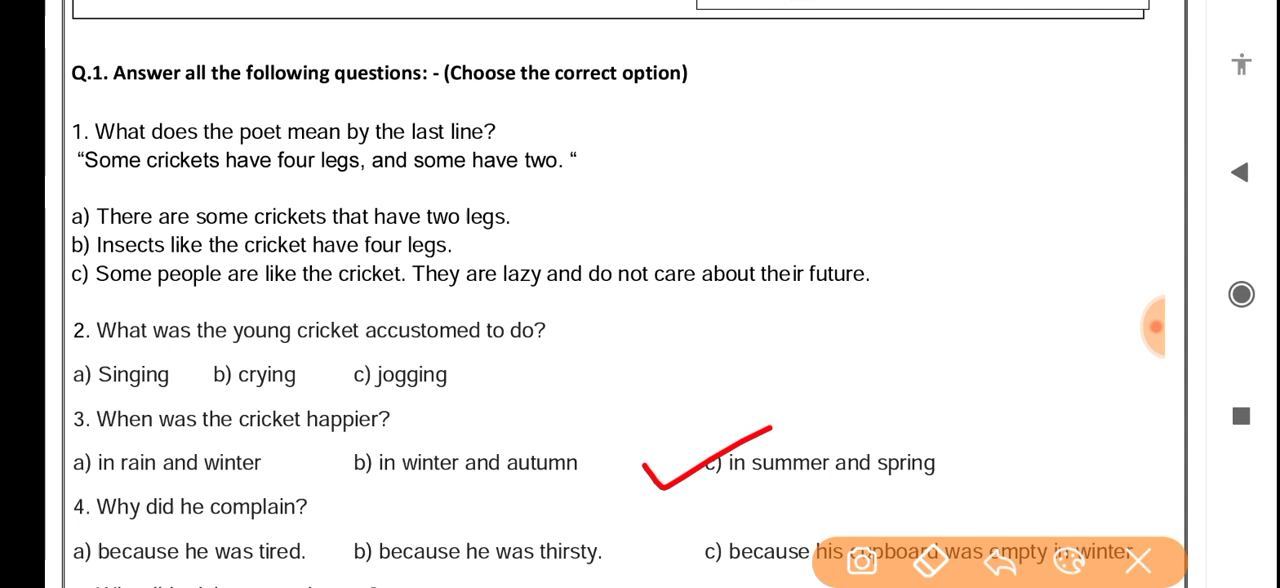 Q.1. Answer all the following questions: - (Choose the correct option)
1. What does the poet mean by the last line?
“Some crickets have four legs, and some have two. “
a) There are some crickets that have two legs.
b) Insects like the cricket have four legs.
c) Some people are like the cricket. They are lazy and do not care about their future.
2. What was the young cricket accustomed to do?
a) Singing b) crying c) jogging
3. When was the cricket happier?
a) in rain and winter b) in winter and autumn c) in summer and spring
4. Why did he complain?
a) because he was tired. b) because he was thirsty. c) because his cupboard was empty in winter